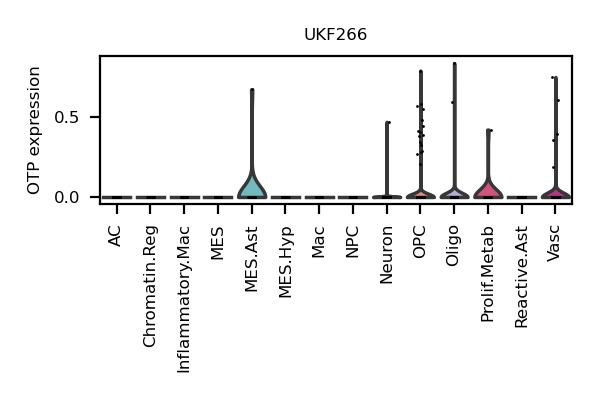 UKF266
OTP expression
0.5
0.0
AC
Chromatin.Reg
Inflammatory.Mac
MES
MES.Ast
MES.Hyp
Mac
NPC
Neuron
OPC
Oligo
Prolif.Metab
Reactive.Ast
Vasc